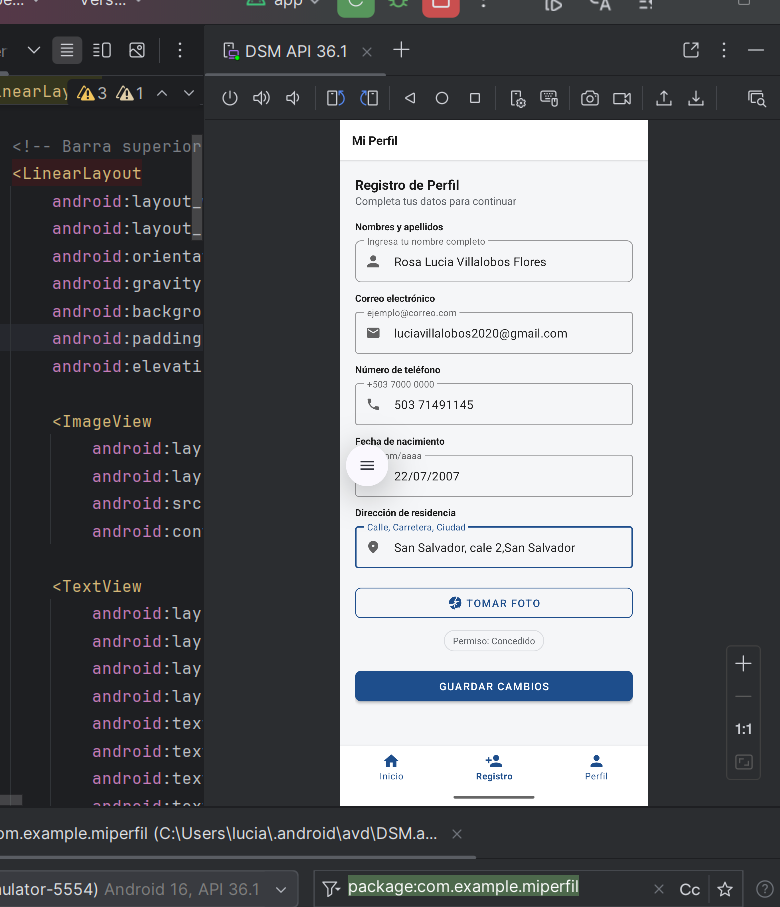 app
DSM API 36.1
3 1
<!-- Barra superior
<LinearLayout
android:layout_
android:layout_
android:orienta
android:gravity
android:backgro
android:padding
android:elevati
<ImageView
android:lay
android:lay
android:src
android:con
<TextView
android:lay
android:lay
android:lay
android:lay
android:tex
android:tex
android:tex
android:tex
Mi Perfil
Registro de Perfil
Completa tus datos para continuar
Nombres y apellidos
Ingresa tu nombre completo
Rosa Lucia Villalobos Flores
Correo electrónico
ejemplo@correo.com
luciavillalobos2020@gmail.com
Número de teléfono
+503 7000 0000
503 71491145
Fecha de nacimiento
mm/aaaa
22/07/2007
Dirección de residencia
Calle, Carretera, Ciudad
San Salvador, cale 2,San Salvador
TOMAR FOTO
Permiso: Concedido
GUARDAR CAMBIOS
Inicio Registro Perfil
1:1
om.example.miperfil (C:\Users\lucia\.android\avd\DSM.a...
nulator-5554) Android 16, API 36.1
package:com.example.miperfil
Cc